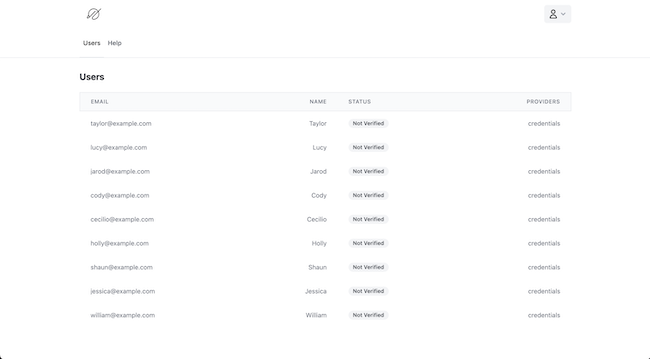 Users Help
Users
EMAIL NAME STATUS PROVIDERS
taylor@example.com Taylor Not Verified credentials
lucy@example.com Lucy Not Verified credentials
jarod@example.com Jarod Not Verified credentials
cody@example.com Cody Not Verified credentials
cecilio@example.com Cecilio Not Verified credentials
holly@example.com Holly Not Verified credentials
shaun@example.com Shaun Not Verified credentials
jessica@example.com Jessica Not Verified credentials
william@example.com William Not Verified credentials